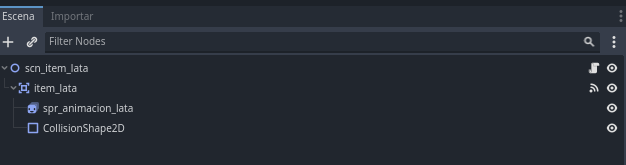 Escena Importar
Filter Nodes
scn_item_lata
item_lata
spr_animacion_lata
CollisionShape2D